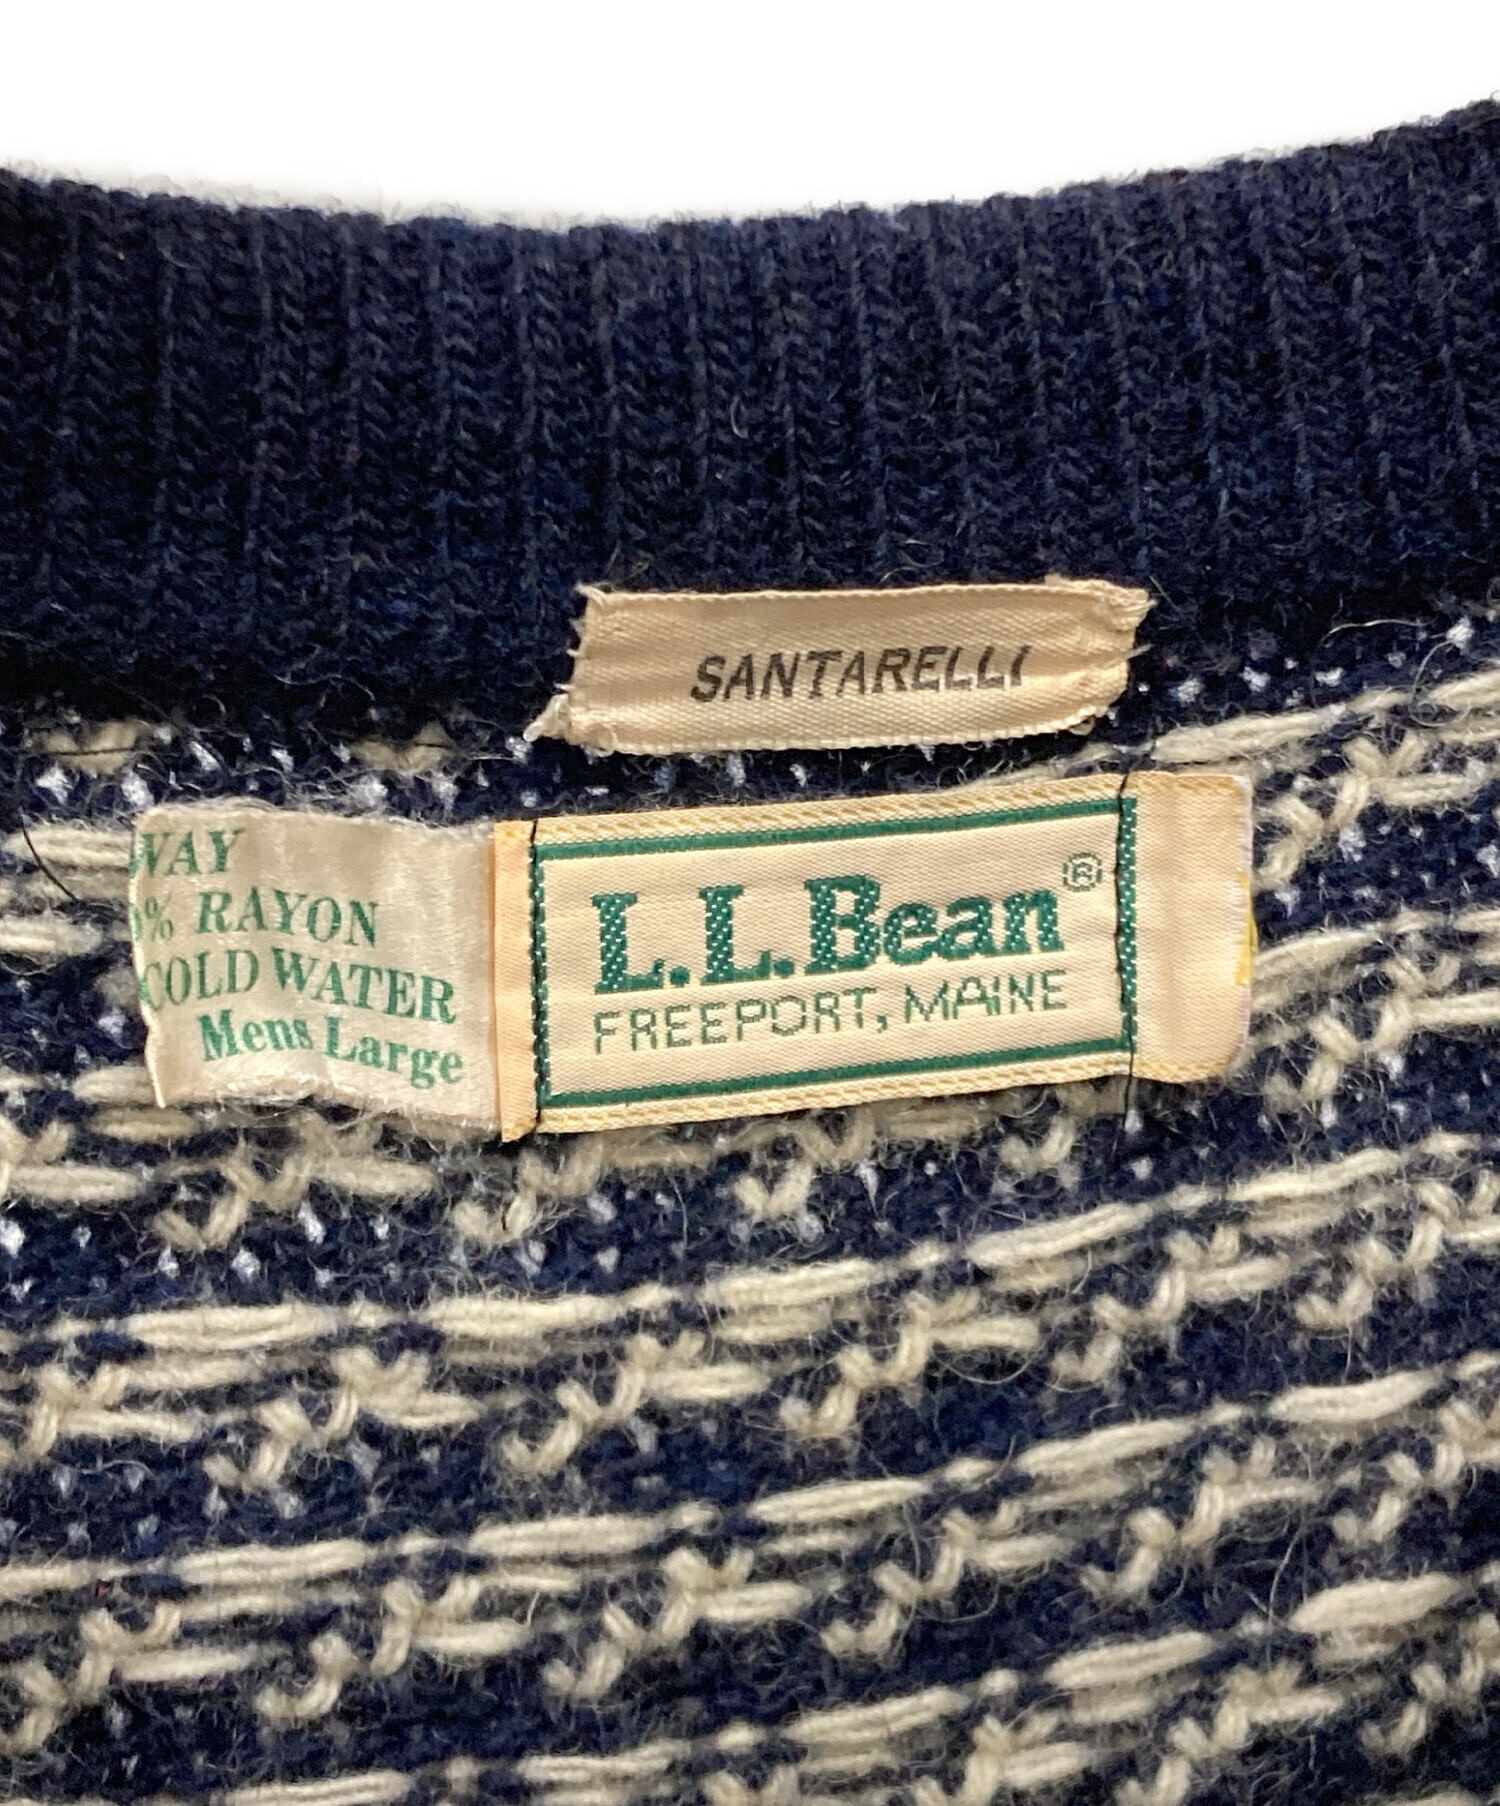 SANTARELLI
WAY
% RAYON
COLD WATER
Mens Large
L.L.Bean®
FREEPORT, MAINE